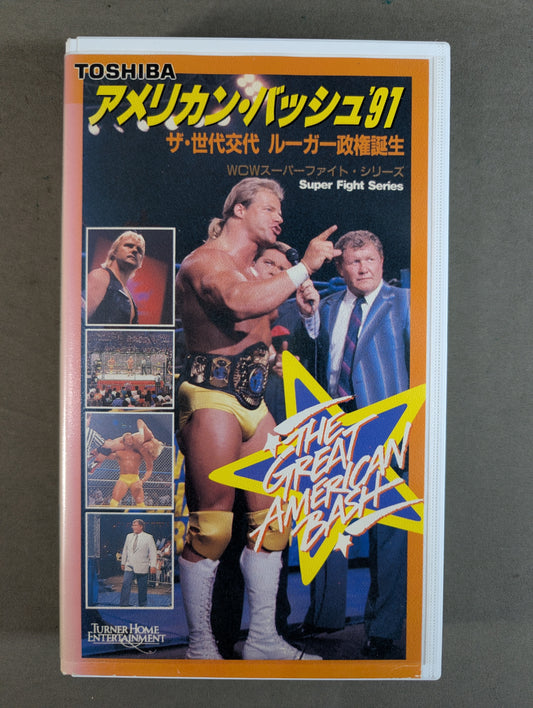 TOSHIBA
アメリカン・バッシュ'91
ザ・世代交代 ルーガー政権誕生
WCWスーパーファイト・シリーズ
Super Fight Series
THE
GREAT
AMERICAN
BASH
TURNER HOME
ENTERTAINMENT